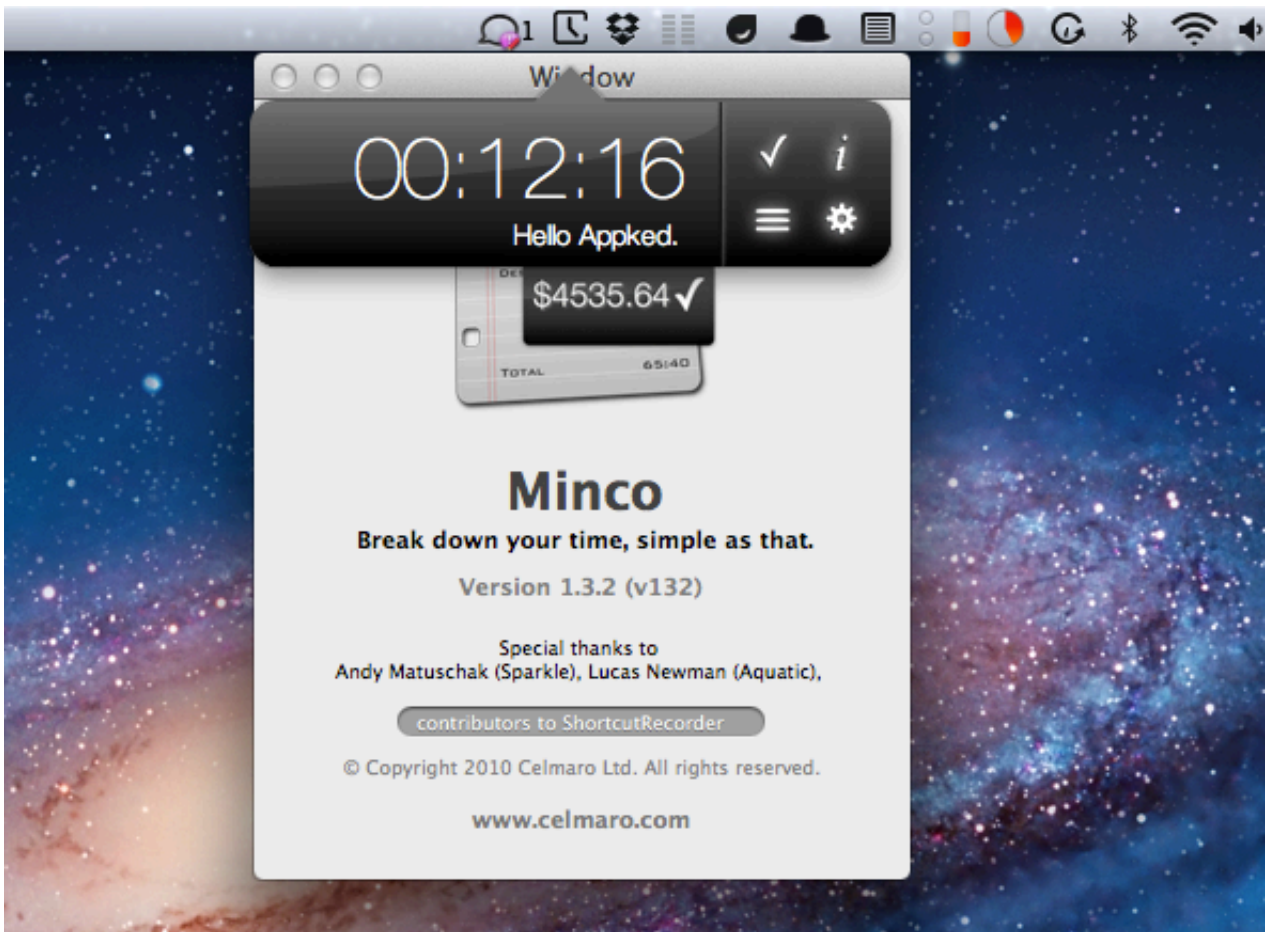 1
Window
00:12:16
Hello Appked.
$4535.64
TOTAL 65:40
Minco
Break down your time, simple as that.
Version 1.3.2 (v132)
Special thanks to
Andy Matuschak (Sparkle), Lucas Newman (Aquatic),
contributors to ShortcutRecorder
© Copyright 2010 Celmaro Ltd. All rights reserved.
www.celmaro.com